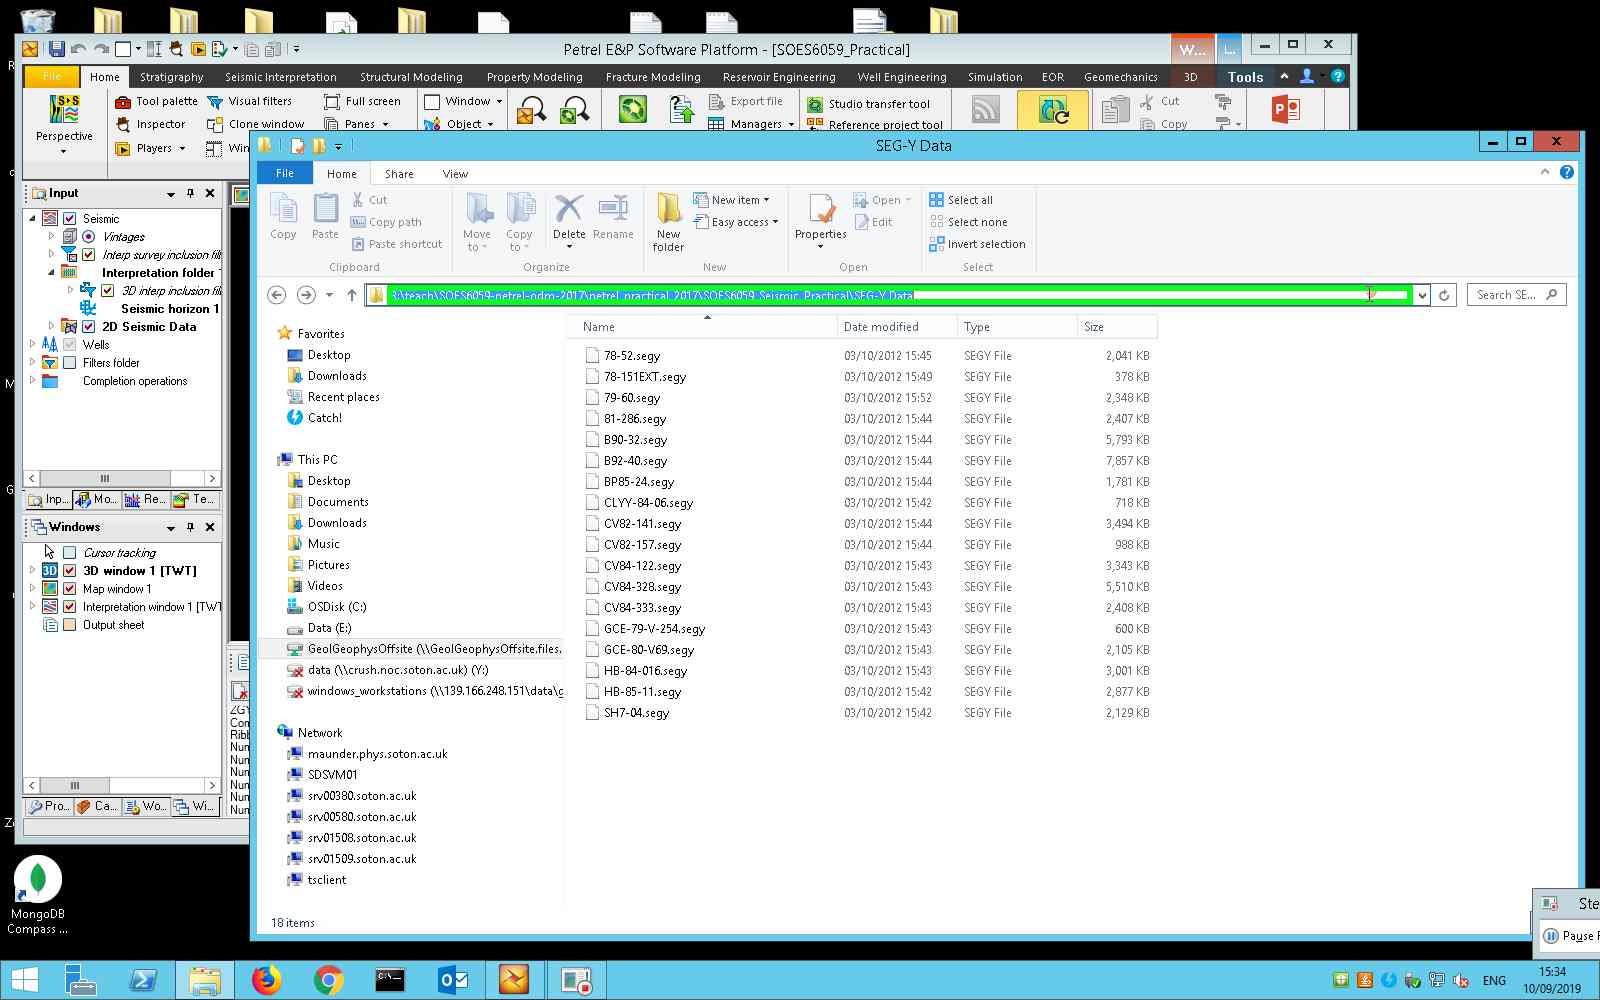 Petrel E&P Software Platform - [SOES6059_Practical]
W...
File Home Stratigraphy Seismic Interpretation Structural Modeling Property Modeling Fracture Modeling Reservoir Engineering Well Engineering Simulation EOR Geomechanics 3D Tools
Perspective
Tool palette
Inspector
Players
Visual filters
Clone window
Full screen
Panes
Window
Object
Export file
Managers
Studio transfer tool
Reference project tool
Cut
Copy
Input
Seismic
Vintages
Interp survey inclusion fil
Interpretation folder
3D interp inclusion fil
Seismic horizon 1
2D Seismic Data
Wells
Filters folder
Completion operations
Inp... Mo... Re... Te...
Windows
Cursor tracking
3D window 1 [TWT]
Map window 1
Interpretation window 1 [TWT
Output sheet
Pro... Ca... Wo... Wi...
ZGY
Con
Ribb
Num
Num
Num
Num
Num
SEG-Y Data
File Home Share View
Copy
Paste
Cut
Copy path
Paste shortcut
Clipboard
Move to
Copy to
Delete
Rename
Organize
New folder
New item
Easy access
New
Properties
Open
Edit
Open
Select all
Select none
Invert selection
Select
\teach\SOES6059-petrel-pdm-2017\petrel_practical_2017\SOES6059_Seismic_Practical\SEG-Y Data
Search SE...
Favorites
Desktop
Downloads
Recent places
Catch!
This PC
Desktop
Documents
Downloads
Music
Pictures
Videos
OSDisk (C:)
Data (E:)
GeolGeophysOffsite (\\GeolGeophysOffsite.files.
data (\\crush.noc.soton.ac.uk) (Y:)
windows_workstations (\\139.166.248.151\data\g
Network
maunder.phys.soton.ac.uk
SDSVM01
srv00380.soton.ac.uk
srv00580.soton.ac.uk
srv01508.soton.ac.uk
srv01509.soton.ac.uk
tsclient
Name Date modified Type Size
78-52.segy 03/10/2012 15:45 SEGY File 2,041 KB
78-151EXT.segy 03/10/2012 15:49 SEGY File 378 KB
79-60.segy 03/10/2012 15:52 SEGY File 2,348 KB
81-286.segy 03/10/2012 15:44 SEGY File 2,407 KB
B90-32.segy 03/10/2012 15:44 SEGY File 5,793 KB
B92-40.segy 03/10/2012 15:44 SEGY File 7,857 KB
BP85-24.segy 03/10/2012 15:44 SEGY File 1,781 KB
CLYY-84-06.segy 03/10/2012 15:42 SEGY File 718 KB
CV82-141.segy 03/10/2012 15:44 SEGY File 3,494 KB
CV82-157.segy 03/10/2012 15:44 SEGY File 988 KB
CV84-122.segy 03/10/2012 15:43 SEGY File 3,343 KB
CV84-328.segy 03/10/2012 15:43 SEGY File 5,510 KB
CV84-333.segy 03/10/2012 15:43 SEGY File 2,408 KB
GCE-79-V-254.segy 03/10/2012 15:43 SEGY File 600 KB
GCE-80-V69.segy 03/10/2012 15:43 SEGY File 2,105 KB
HB-84-016.segy 03/10/2012 15:43 SEGY File 3,001 KB
HB-85-11.segy 03/10/2012 15:42 SEGY File 2,877 KB
SH7-04.segy 03/10/2012 15:42 SEGY File 2,129 KB
18 items
MongoDB
Compass ...
Ste
Pause
ENG
15:34
10/09/2019